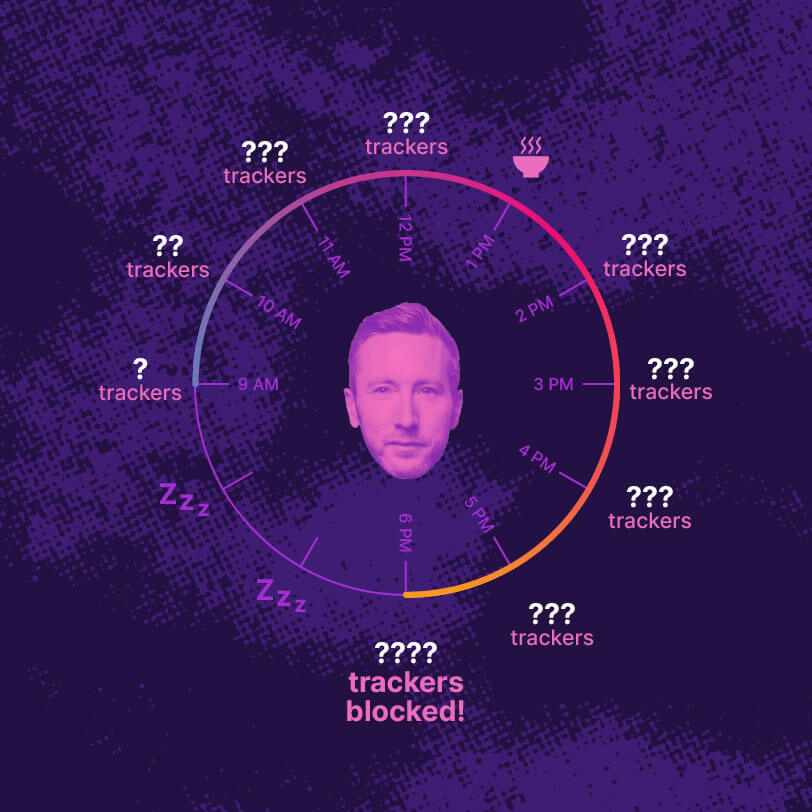 ???
trackers
???
trackers
??
trackers
???
trackers
?
trackers
???
trackers
???
trackers
???
trackers
????
trackers
blocked!
9 AM
10 AM
11 AM
12 PM
1 PM
2 PM
3 PM
4 PM
5 PM
6 PM
Zzz
Zzz